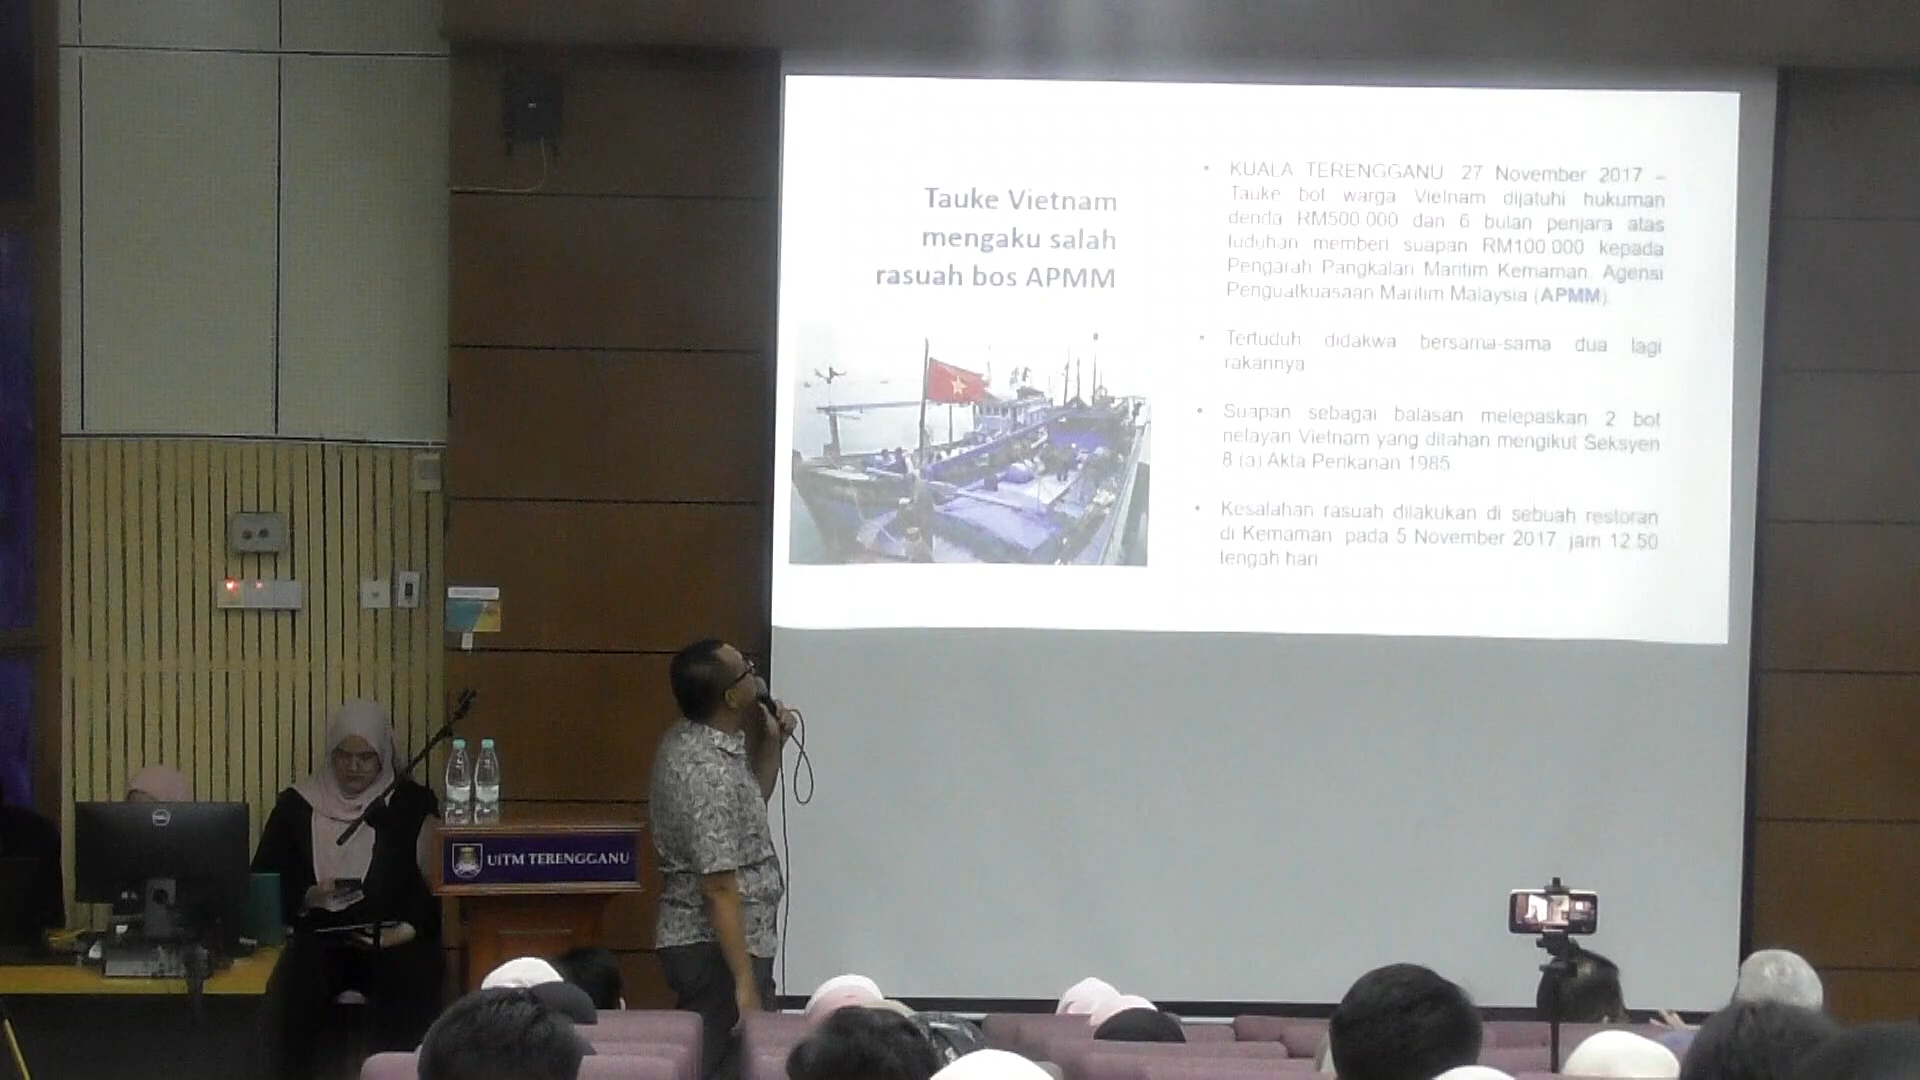 Tauke Vietnam
mengaku salah
rasuah bos APMM
• KUALA TERENGGANU 27 November 2017 –
Tauke bot warga Vietnam dijatuhi hukuman
denda RM500.000 dan 6 bulan penjara atas
tuduhan memberi suapan RM100.000 kepada
Pengarah Pangkalan Maritim Kemaman, Agensi
Penguatkuasaan Maritim Malaysia (APMM).
• Tertuduh didakwa bersama-sama dua lagi
rakannya
• Suapan sebagai balasan melepaskan 2 bot
nelayan Vietnam yang ditahan mengikut Seksyen
8 (a) Akta Perikanan 1985
• Kesalahan rasuah dilakukan di sebuah restoran
di Kemaman pada 5 November 2017, jam 12.50
tengah hari
UiTM TERENGGANU
DELL